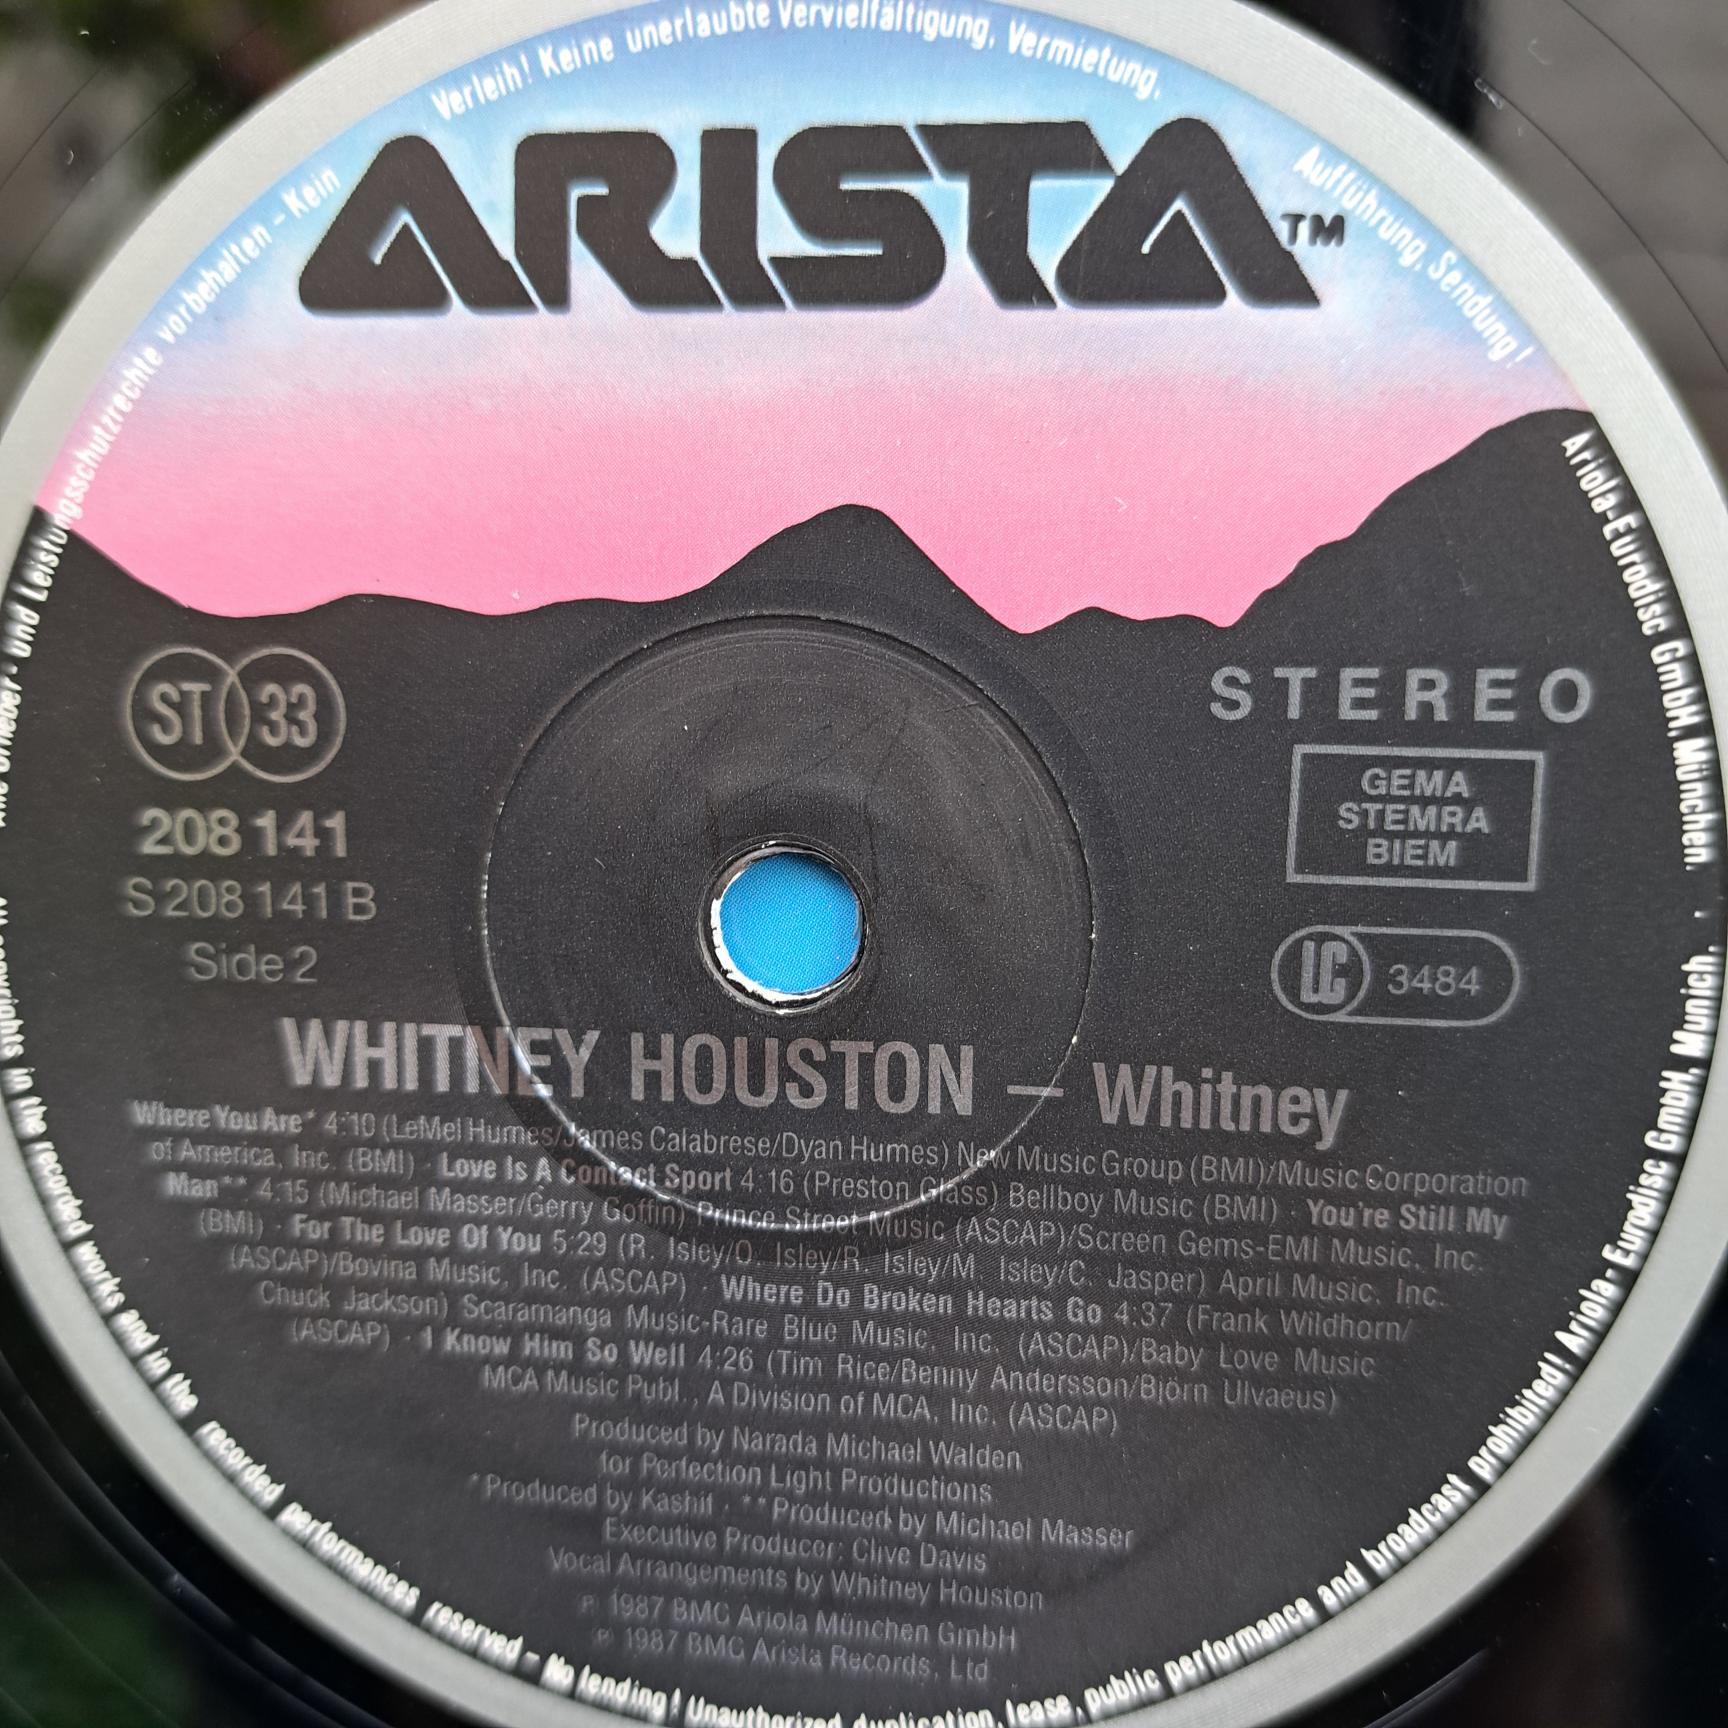 Alle Urheber- und Leistungsschutzrechte vorbehalten - Kein Verleih! Keine unerlaubte Vervielfältigung, Vermietung, Aufführung, Sendung!
ARISTA™
Ariola-Eurodisc GmbH, München
ST 33
STEREO
GEMA
STEMRA
BIEM
208 141
S 208 141 B
Side 2
LC 3484
WHITNEY HOUSTON — Whitney
Where You Are* 4:10 (LeMel Humes/James Calabrese/Dyan Humes) New Music Group (BMI)/Music Corporation
of America, Inc. (BMI) · Love Is A Contact Sport 4:16 (Preston Glass) Bellboy Music (BMI) · You're Still My
Man** 4:15 (Michael Masser/Gerry Goffin) Prince Street Music (ASCAP)/Screen Gems-EMI Music, Inc.
(BMI) · For The Love Of You 5:29 (R. Isley/O. Isley/R. Isley/M. Isley/C. Jasper) April Music, Inc.
(ASCAP)/Bovina Music, Inc. (ASCAP) · Where Do Broken Hearts Go 4:37 (Frank Wildhorn/
Chuck Jackson) Scaramanga Music-Rare Blue Music, Inc. (ASCAP)/Baby Love Music
(ASCAP) · I Know Him So Well 4:26 (Tim Rice/Benny Andersson/Björn Ulvaeus)
MCA Music Publ., A Division of MCA, Inc. (ASCAP)
Produced by Narada Michael Walden
for Perfection Light Productions
*Produced by Kashif · **Produced by Michael Masser
Executive Producer: Clive Davis
Vocal Arrangements by Whitney Houston
℗ 1987 BMG Ariola München GmbH
℗ 1987 BMG Arista Records, Ltd
All copyrights in the recorded works and in the recorded performances reserved - No lending! Unauthorized duplication, lease, public performance and broadcast prohibited! Ariola-Eurodisc GmbH, Munich